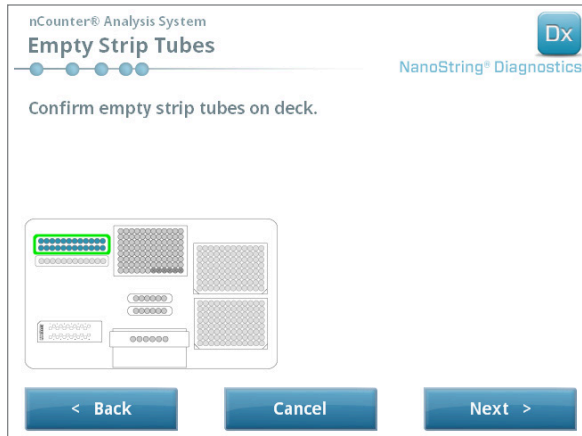 nCounter® Analysis System
Empty Strip Tubes
Dx
NanoString® Diagnostics
Confirm empty strip tubes on deck.
< Back
Cancel
Next >